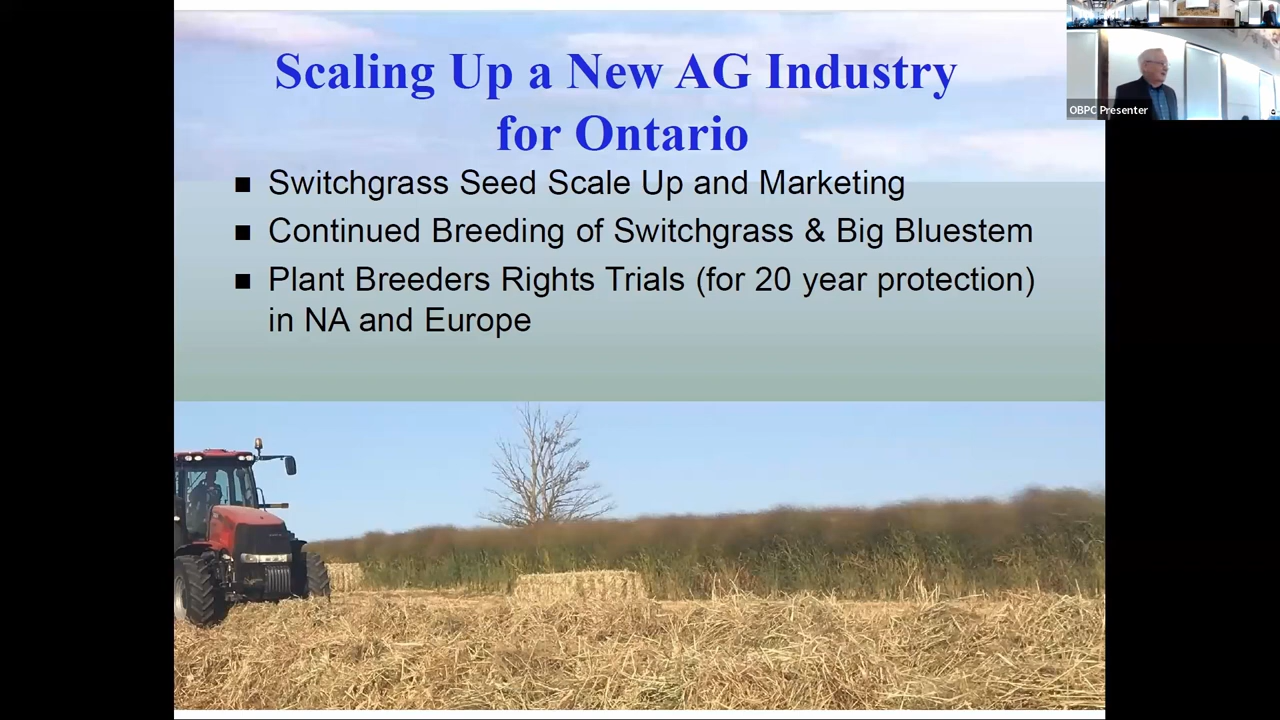 Scaling Up a New AG Industry
for Ontario
■ Switchgrass Seed Scale Up and Marketing
■ Continued Breeding of Switchgrass & Big Bluestem
■ Plant Breeders Rights Trials (for 20 year protection)
in NA and Europe
OBPC Presenter